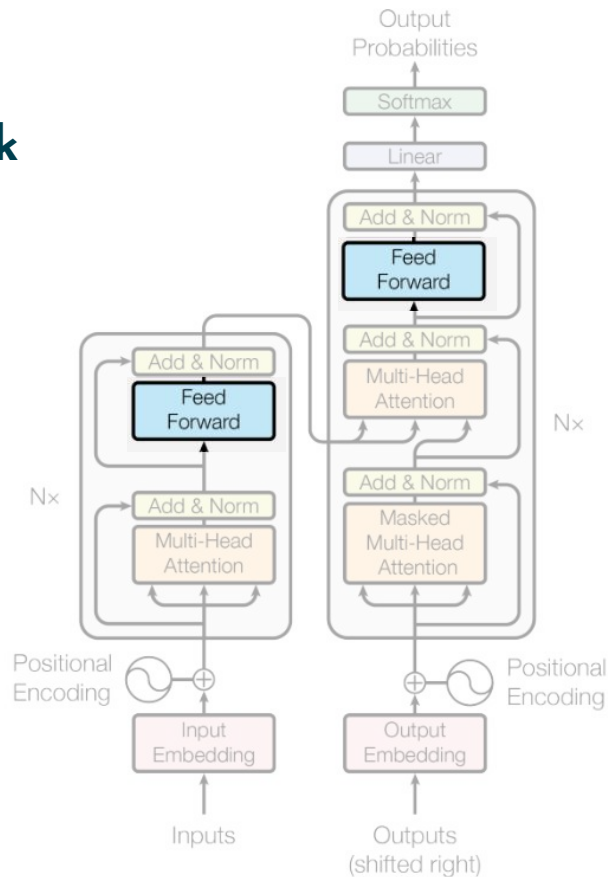 k
Output
Probabilities
Softmax
Linear
Add & Norm
Feed
Forward
Add & Norm
Multi-Head
Attention
Nx
Add & Norm
Masked
Multi-Head
Attention
Positional
Encoding
Output
Embedding
Outputs
(shifted right)
Add & Norm
Feed
Forward
Nx
Add & Norm
Multi-Head
Attention
Positional
Encoding
Input
Embedding
Inputs